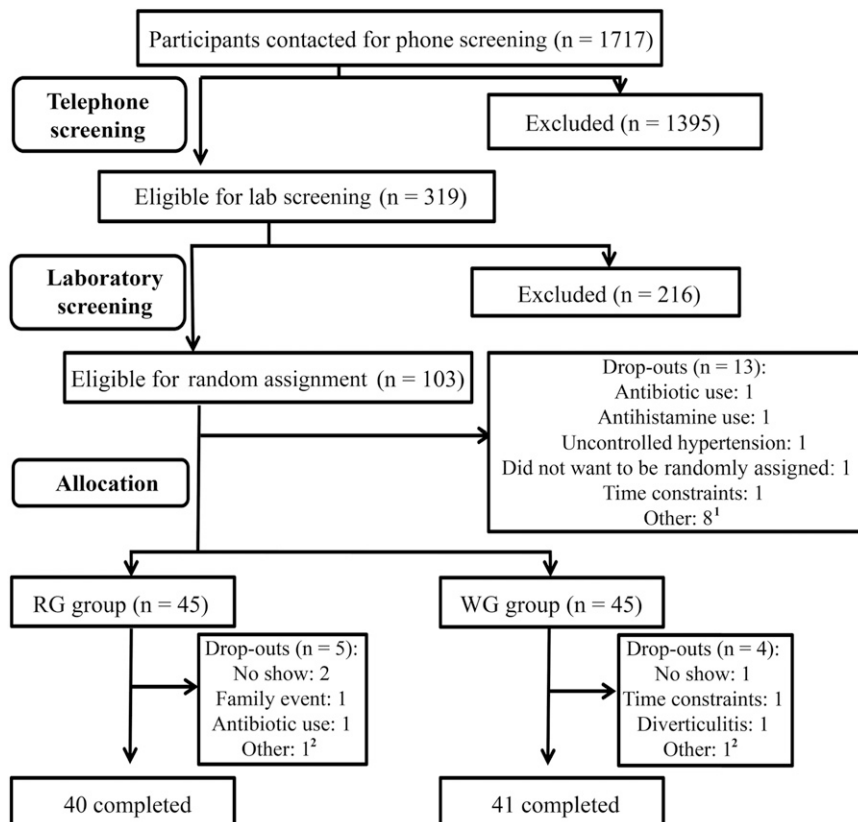 Participants contacted for phone screening (n = 1717)
Telephone
screening
Excluded (n = 1395)
Eligible for lab screening (n = 319)
Laboratory
screening
Excluded (n = 216)
Eligible for random assignment (n = 103)
Drop-outs (n = 13):
Antibiotic use: 1
Antihistamine use: 1
Uncontrolled hypertension: 1
Did not want to be randomly assigned: 1
Time constraints: 1
Other: 8¹
Allocation
RG group (n = 45)
WG group (n = 45)
Drop-outs (n = 5):
No show: 2
Family event: 1
Antibiotic use: 1
Other: 1²
Drop-outs (n = 4):
No show: 1
Time constraints: 1
Diverticulitis: 1
Other: 1²
40 completed
41 completed